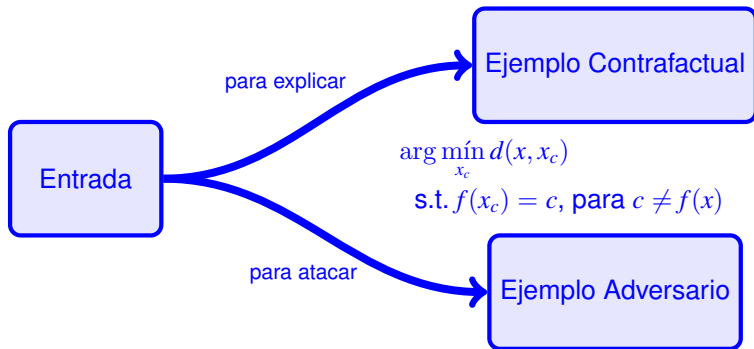 Ejemplo Contrafactual
para explicar
Entrada
arg mín d(x, x_c)
x_c
s.t. f(x_c) = c, para c ≠ f(x)
para atacar
Ejemplo Adversario